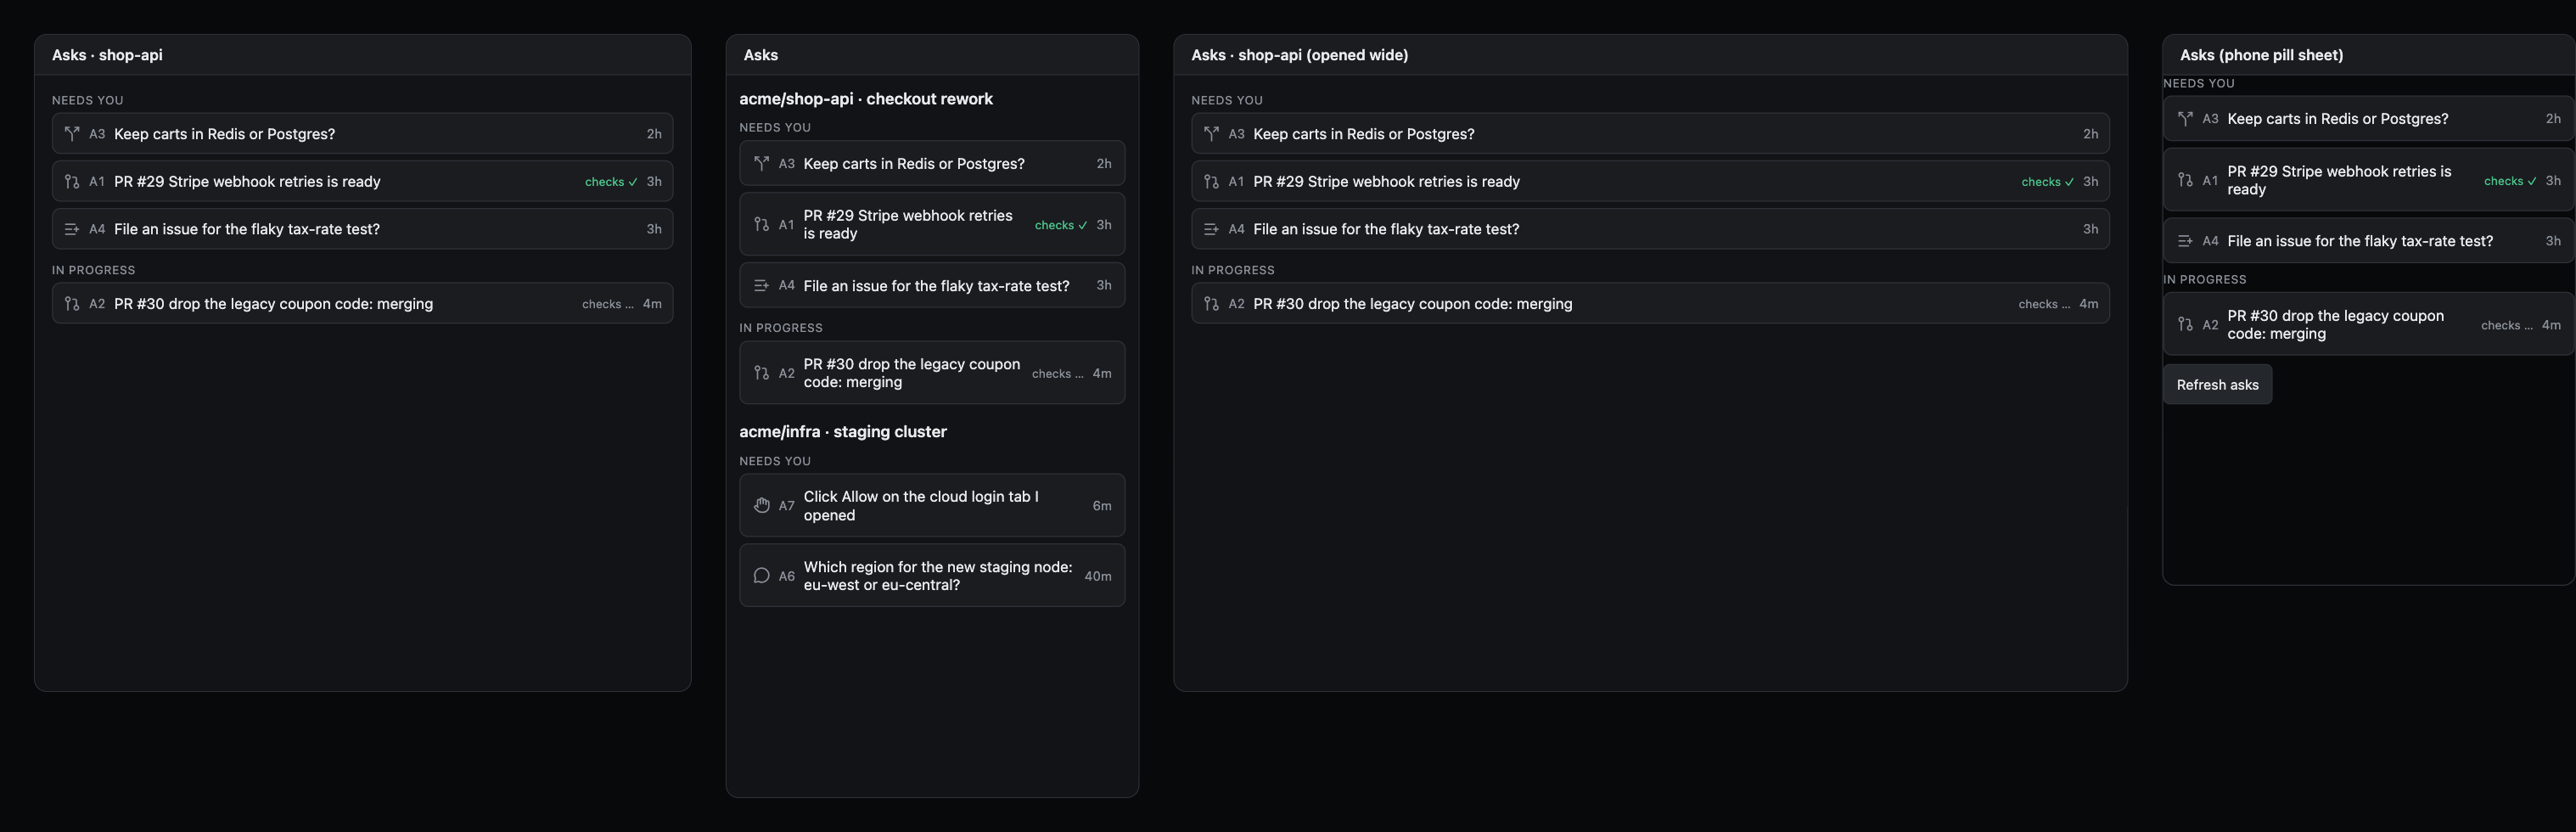 Asks · shop-api
NEEDS YOU
A3 Keep carts in Redis or Postgres? 2h
A1 PR #29 Stripe webhook retries is ready checks ✓ 3h
A4 File an issue for the flaky tax-rate test? 3h
IN PROGRESS
A2 PR #30 drop the legacy coupon code: merging checks ... 4m
Asks
acme/shop-api · checkout rework
NEEDS YOU
A3 Keep carts in Redis or Postgres? 2h
A1 PR #29 Stripe webhook retries
is ready checks ✓ 3h
A4 File an issue for the flaky tax-rate test? 3h
IN PROGRESS
A2 PR #30 drop the legacy coupon
code: merging checks ... 4m
acme/infra · staging cluster
NEEDS YOU
A7 Click Allow on the cloud login tab I
opened 6m
A6 Which region for the new staging node:
eu-west or eu-central? 40m
Asks · shop-api (opened wide)
NEEDS YOU
A3 Keep carts in Redis or Postgres? 2h
A1 PR #29 Stripe webhook retries is ready checks ✓ 3h
A4 File an issue for the flaky tax-rate test? 3h
IN PROGRESS
A2 PR #30 drop the legacy coupon code: merging checks ... 4m
Asks (phone pill sheet)
NEEDS YOU
A3 Keep carts in Redis or Postgres? 2h
A1 PR #29 Stripe webhook retries is
ready checks ✓ 3h
A4 File an issue for the flaky tax-rate test? 3h
IN PROGRESS
A2 PR #30 drop the legacy coupon
code: merging checks ... 4m
Refresh asks